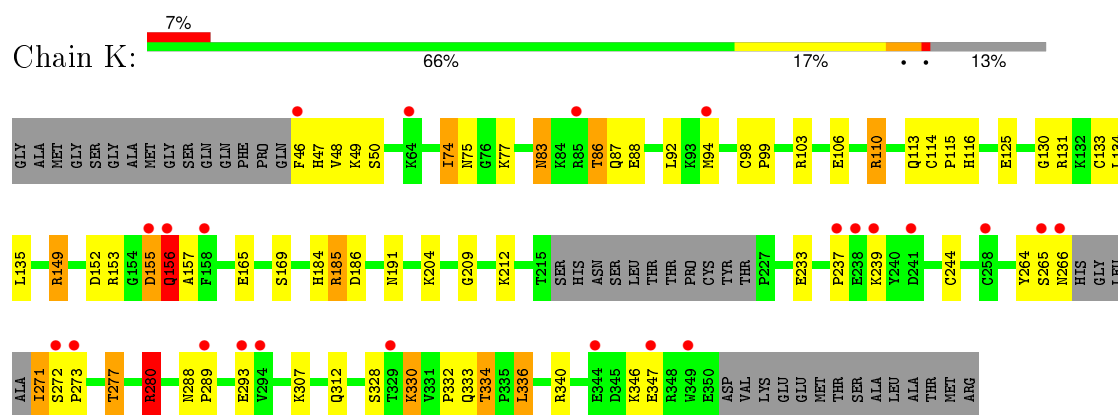 7%
Chain K:
66% 17% • • 13%
GLY ALA MET GLY SER GLY ALA MET GLY SER GLN GLN PHE PRO GLN F46 H47 V48 K49 S50 K64 I74 N75 G76 K77 N83 K84 R85 T86 Q87 E88 L92 K93 M94 C98 P99 R103 E106 R110 Q113 C114 P115 H116 E125 G130 R131 K132 C133 L134
L135 R149 D152 R153 G154 D155 Q156 A157 F158 E165 S169 H184 R185 D186 N191 K204 G209 K212 T215 SER HIS ASN SER LEU THR THR PRO CYS TYR THR P227 E233 P237 E238 K239 Y240 D241 C244 C258 Y264 S265 N266 HIS GLY LEU
ALA I271 S272 P273 T277 R280 N288 P289 E293 V294 K307 Q312 S328 T329 K330 V331 P332 Q333 T334 P335 L336 R340 E344 D345 K346 E347 R348 W349 E350 ASP VAL LYS GLU GLU MET THR SER ALA LEU ALA THR MET ARG